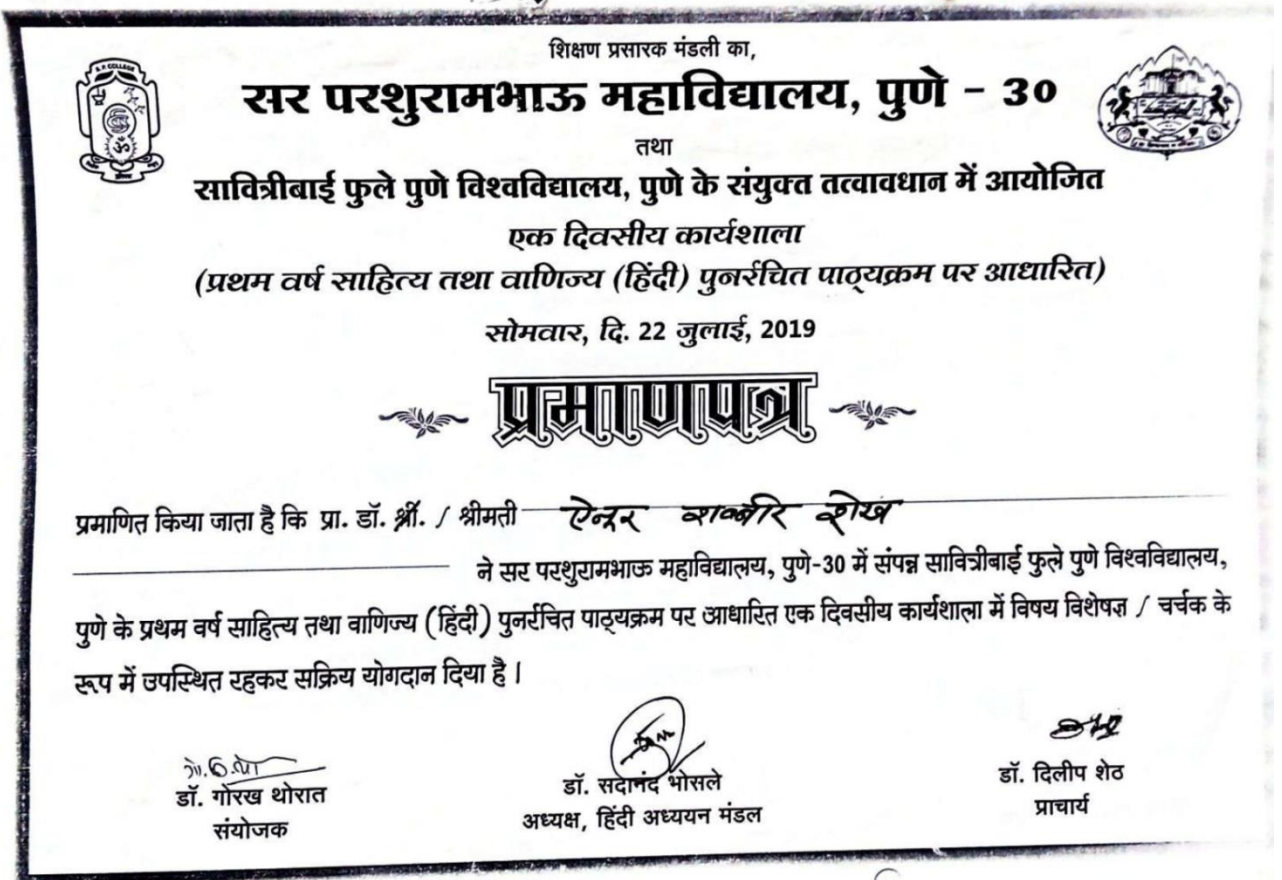 शिक्षण प्रसारक मंडली का,
S. P. COLLEGE
सर परशुरामभाऊ महाविद्यालय, पुणे - 30
तथा
सावित्रीबाई फुले पुणे विश्वविद्यालय, पुणे के संयुक्त तत्वावधान में आयोजित
एक दिवसीय कार्यशाला
(प्रथम वर्ष साहित्य तथा वाणिज्य (हिंदी) पुनर्रचित पाठ्यक्रम पर आधारित)
सोमवार, दि. 22 जुलाई, 2019
प्रमाणपत्र
प्रमाणित किया जाता है कि प्रा. डॉ. श्री. / श्रीमती शब्बीर शेख
ने सर परशुरामभाऊ महाविद्यालय, पुणे-30 में संपन्न सावित्रीबाई फुले पुणे विश्वविद्यालय,
पुणे के प्रथम वर्ष साहित्य तथा वाणिज्य (हिंदी) पुनर्रचित पाठ्यक्रम पर आधारित एक दिवसीय कार्यशाला में विषय विशेषज्ञ / चर्चक के
रूप में उपस्थित रहकर सक्रिय योगदान दिया है ।
डॉ. गोरख थोरात
संयोजक
डॉ. सदानंद भोसले
अध्यक्ष, हिंदी अध्ययन मंडल
डॉ. दिलीप शेठ
प्राचार्य